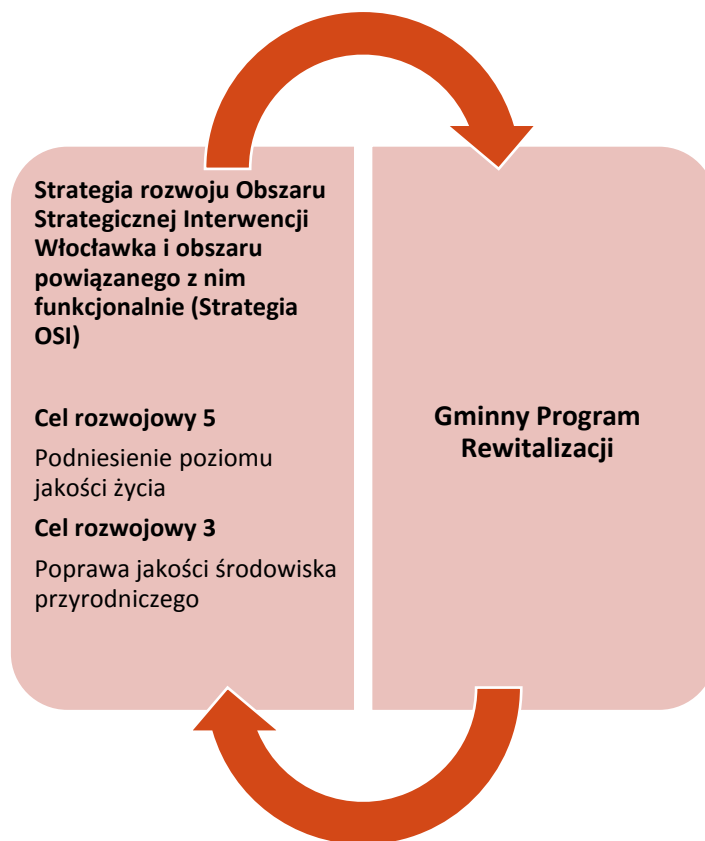 Strategia rozwoju Obszaru
Strategicznej Interwencji
Włocławka i obszaru
powiązanego z nim
funkcjonalnie (Strategia
OSI)
Cel rozwojowy 5
Podniesienie poziomu
jakości życia
Cel rozwojowy 3
Poprawa jakości środowiska
przyrodniczego
Gminny Program
Rewitalizacji